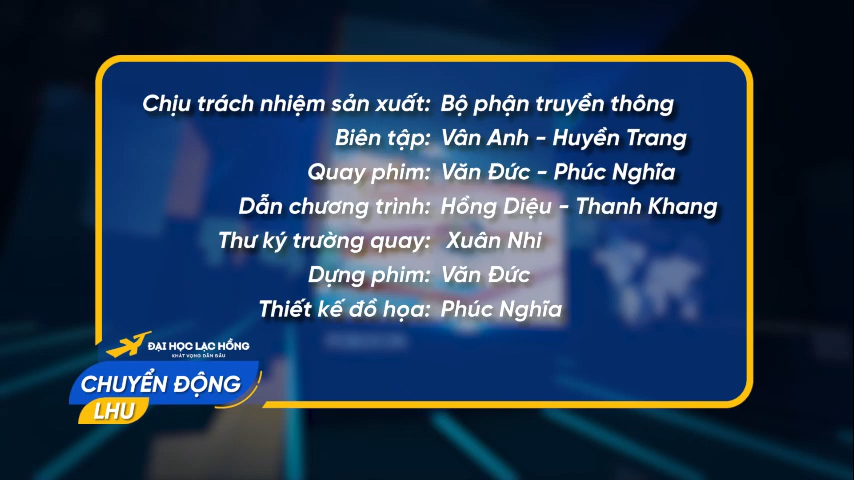 Chịu trách nhiệm sản xuất: Bộ phận truyền thông
Biên tập: Vân Anh - Huyền Trang
Quay phim: Văn Đức - Phúc Nghĩa
Dẫn chương trình: Hồng Diệu - Thanh Khang
Thư ký trường quay: Xuân Nhi
Dựng phim: Văn Đức
Thiết kế đồ họa: Phúc Nghĩa
ĐẠI HỌC LẠC HỒNG
KHÁT VỌNG DẪN ĐẦU
CHUYỂN ĐỘNG
LHU